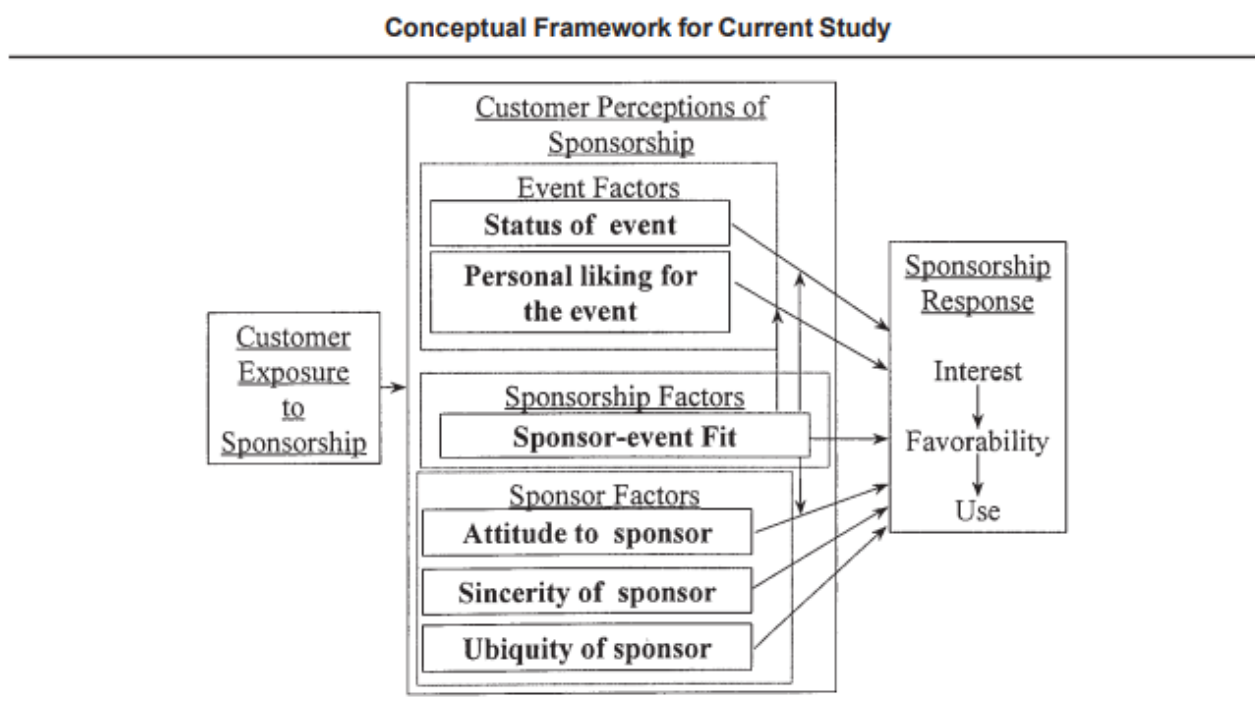 Conceptual Framework for Current Study
Customer Perceptions of
Sponsorship
Event Factors
Status of event
Personal liking for
the event
Customer
Exposure
to
Sponsorship
Sponsorship Factors
Sponsor-event Fit
Sponsor Factors
Attitude to sponsor
Sincerity of sponsor
Ubiquity of sponsor
Sponsorship
Response
Interest
Favorability
Use